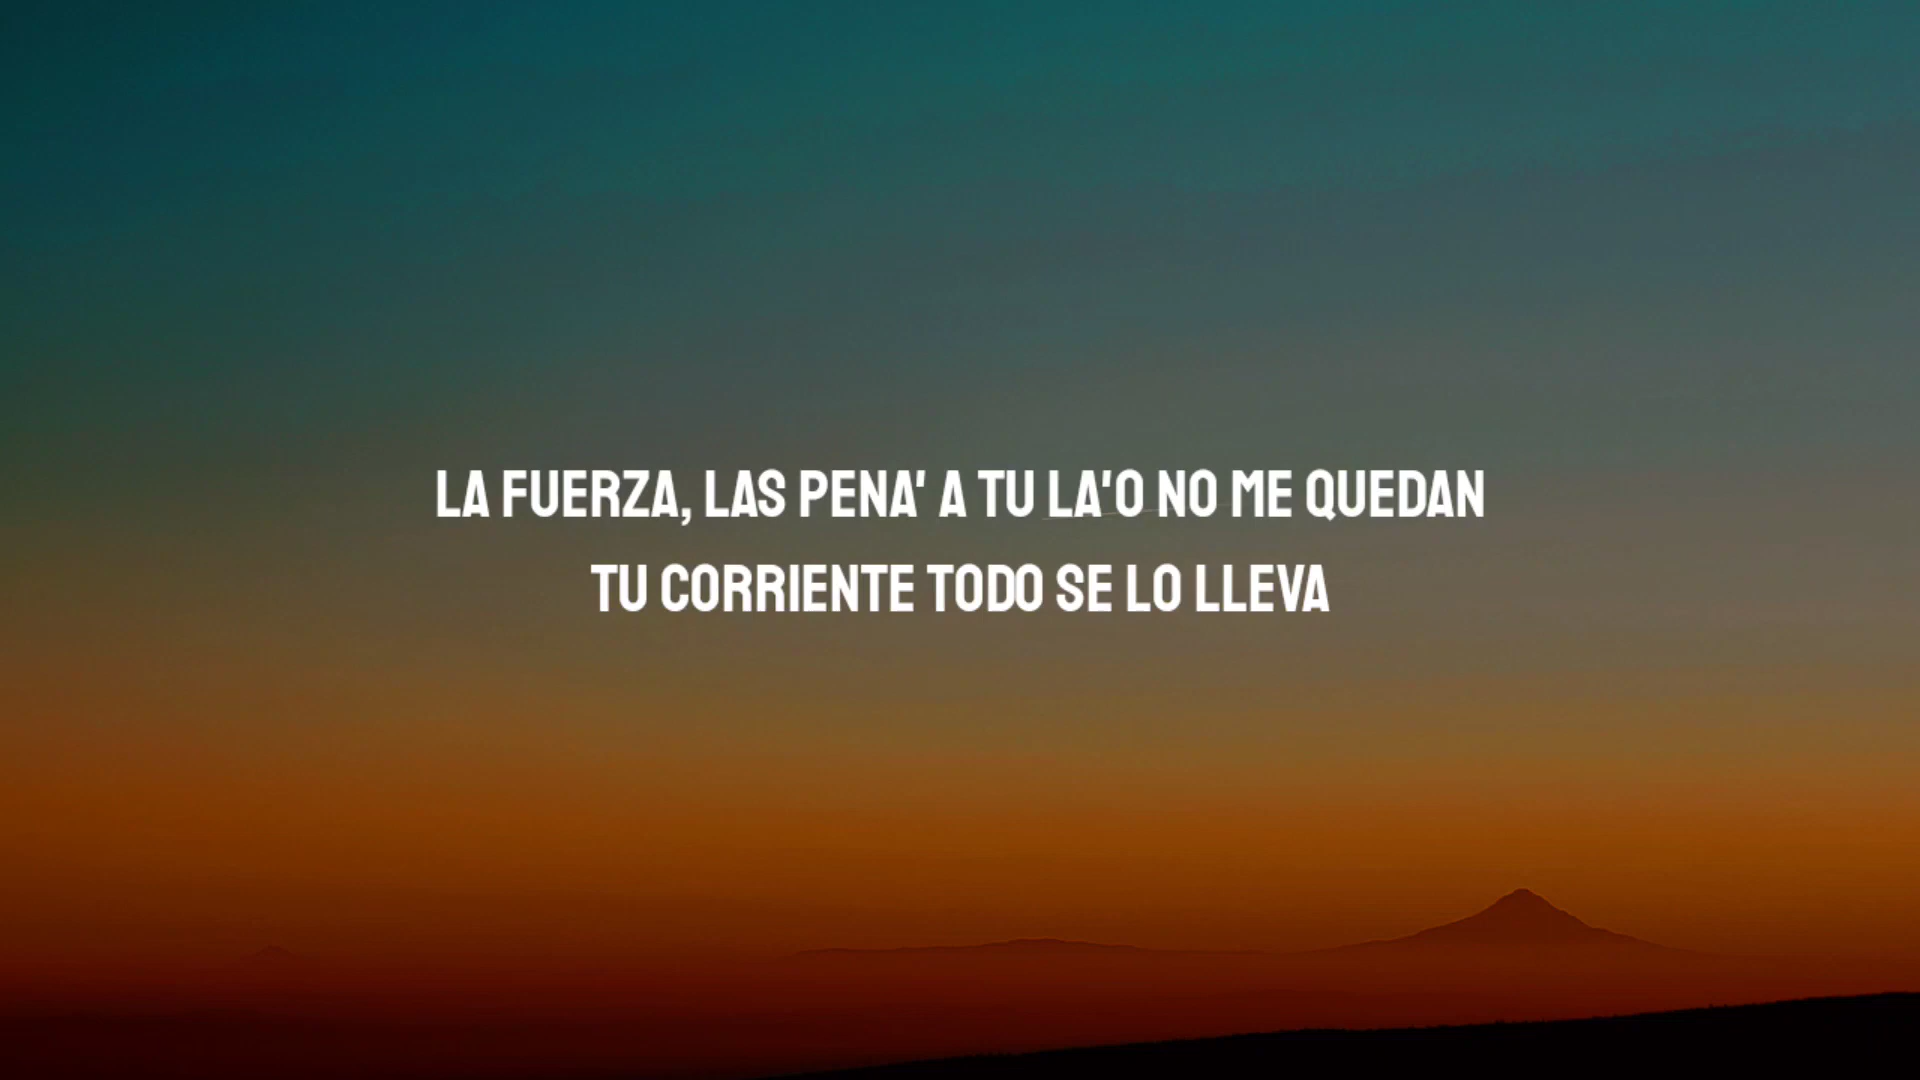 LA FUERZA, LAS PENA' A TU LA'O NO ME QUEDAN
TU CORRIENTE TODO SE LO LLEVA